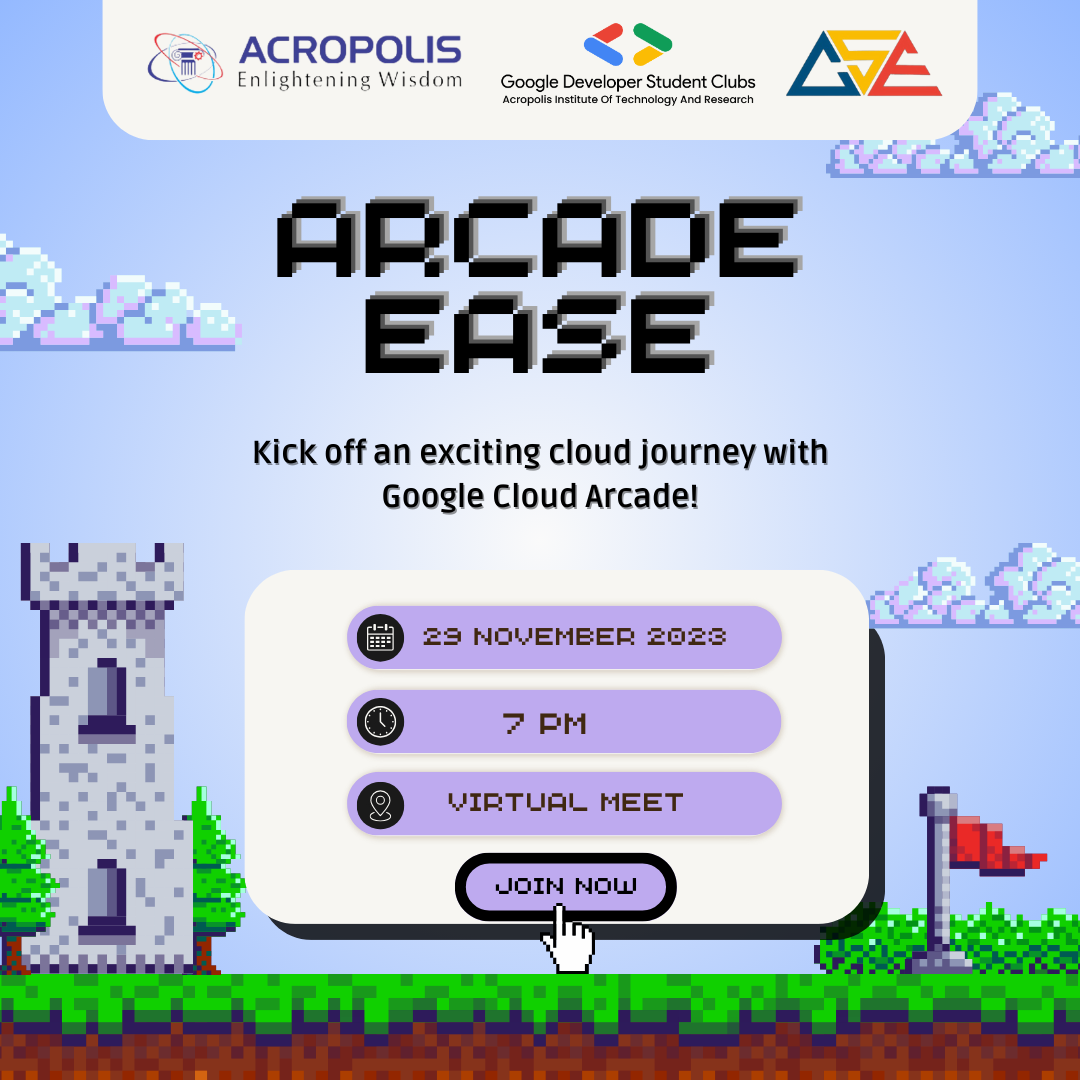 ACROPOLIS
Enlightening Wisdom
Google Developer Student Clubs
Acropolis Institute Of Technology And Research
CSE
ARCADE
EASE
Kick off an exciting cloud journey with
Google Cloud Arcade!
29 NOVEMBER 2023
7 PM
VIRTUAL MEET
JOIN NOW